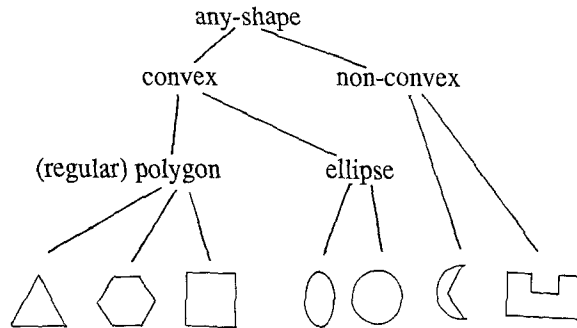 any-shape
convex
non-convex
(regular) polygon
ellipse